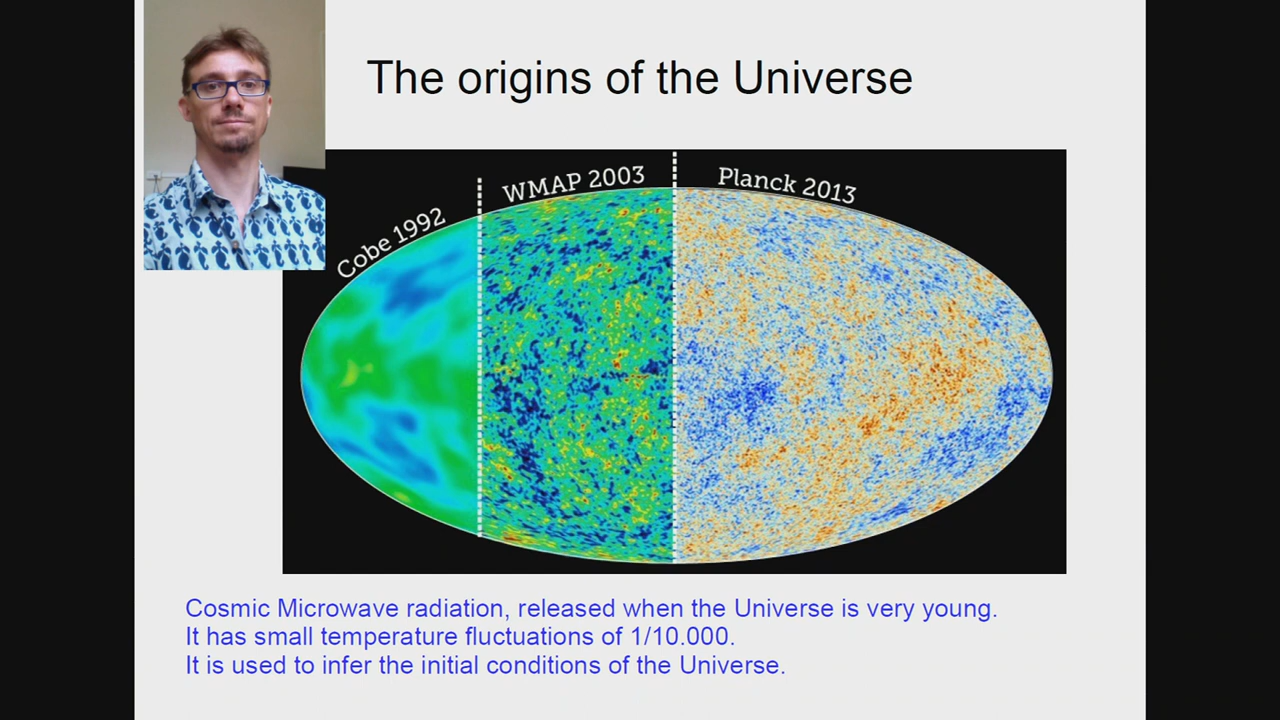 The origins of the Universe
Cobe 1992
WMAP 2003
Planck 2013
Cosmic Microwave radiation, released when the Universe is very young.
It has small temperature fluctuations of 1/10.000.
It is used to infer the initial conditions of the Universe.